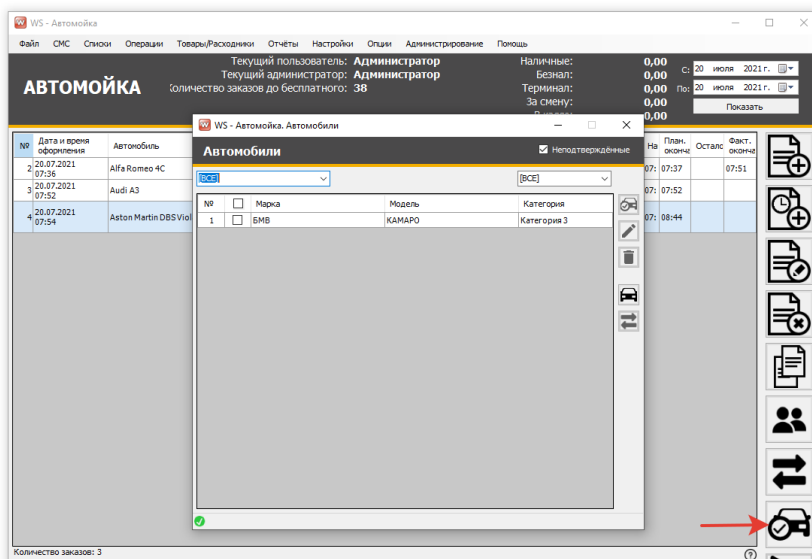 WS - Автомойка
Файл СМС Списки Операции Товары/Расходники Отчёты Настройки Опции Администрирование Помощь
АВТОМОЙКА
Текущий пользователь: Администратор
Текущий администратор: Администратор
Количество заказов до бесплатного: 38
Наличные: 0,00
Безнал: 0,00
Терминал: 0,00
За смену: 0,00
0,00
С: 20 июля 2021 г.
По: 20 июля 2021 г.
Показать
№ Дата и время оформления Автомобиль На План. оконча Остало Факт. оконча
2 20.07.2021 07:36 Alfa Romeo 4C 07: 07:37 07:51
3 20.07.2021 07:52 Audi A3 07: 07:52
4 20.07.2021 07:54 Aston Martin DBS Viol 07: 08:44
WS - Автомойка. Автомобили
Автомобили
Неподтверждённые
[ВСЕ] [ВСЕ]
№ Марка Модель Категория
1 БМВ КАМАРО Категория 3
Количество заказов: 3